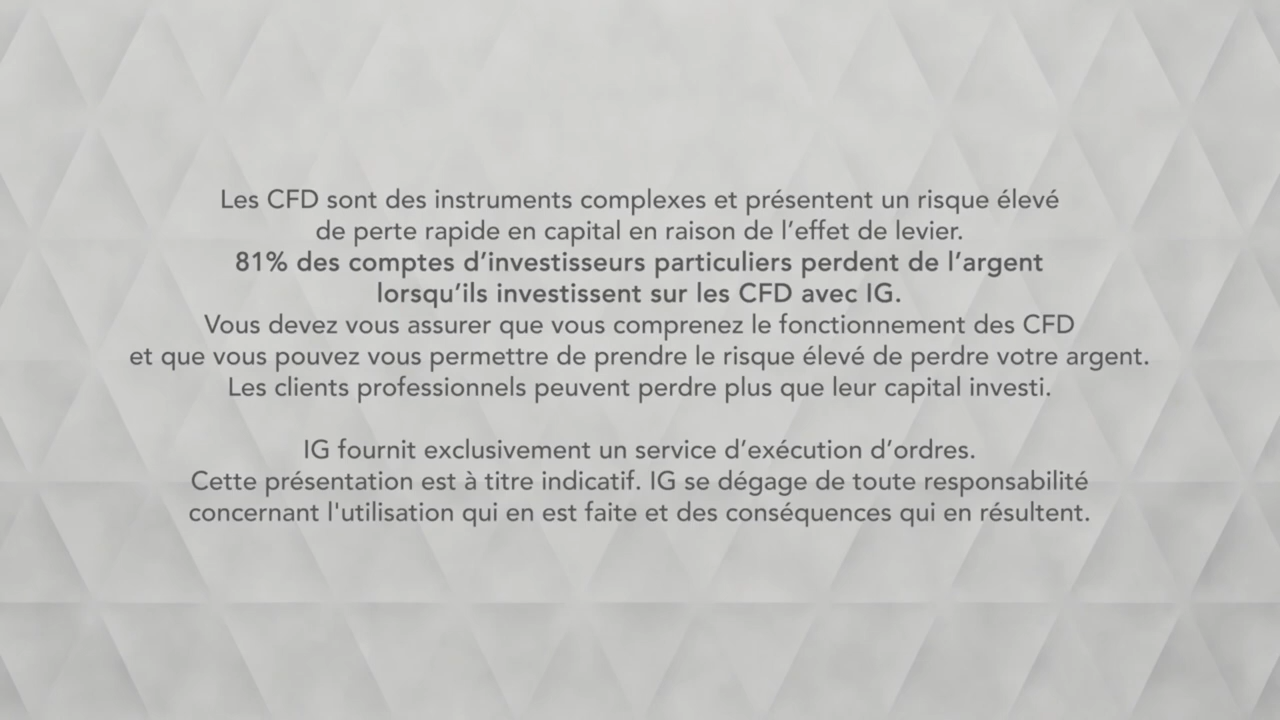 Les CFD sont des instruments complexes et présentent un risque élevé
de perte rapide en capital en raison de l’effet de levier.
81% des comptes d’investisseurs particuliers perdent de l’argent
lorsqu’ils investissent sur les CFD avec IG.
Vous devez vous assurer que vous comprenez le fonctionnement des CFD
et que vous pouvez vous permettre de prendre le risque élevé de perdre votre argent.
Les clients professionnels peuvent perdre plus que leur capital investi.
IG fournit exclusivement un service d’exécution d’ordres.
Cette présentation est à titre indicatif. IG se dégage de toute responsabilité
concernant l'utilisation qui en est faite et des conséquences qui en résultent.